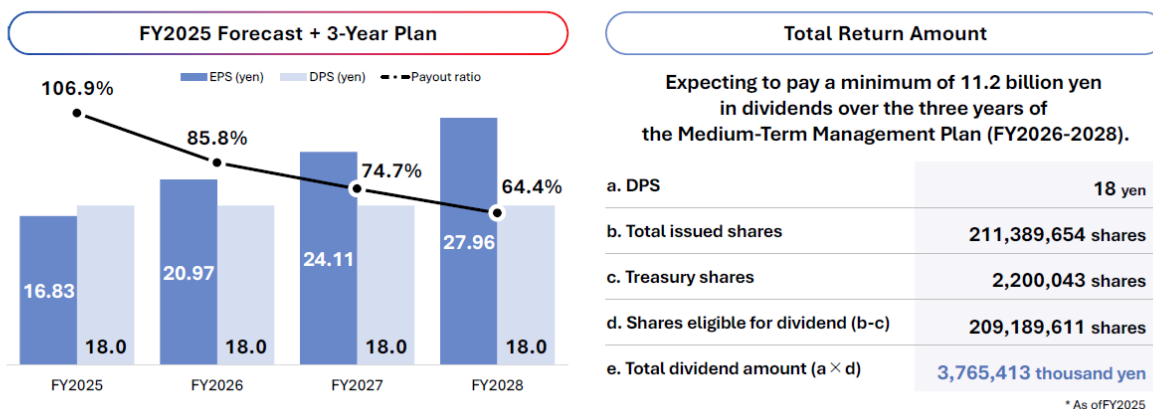 FY2025 Forecast + 3-Year Plan
EPS (yen) DPS (yen) Payout ratio
106.9%
85.8%
74.7%
64.4%
16.83
20.97
24.11
27.96
18.0 18.0 18.0 18.0
FY2025 FY2026 FY2027 FY2028
Total Return Amount
Expecting to pay a minimum of 11.2 billion yen
in dividends over the three years of
the Medium-Term Management Plan (FY2026-2028).
a. DPS 18 yen
b. Total issued shares 211,389,654 shares
c. Treasury shares 2,200,043 shares
d. Shares eligible for dividend (b-c) 209,189,611 shares
e. Total dividend amount (a×d) 3,765,413 thousand yen
* As ofFY2025